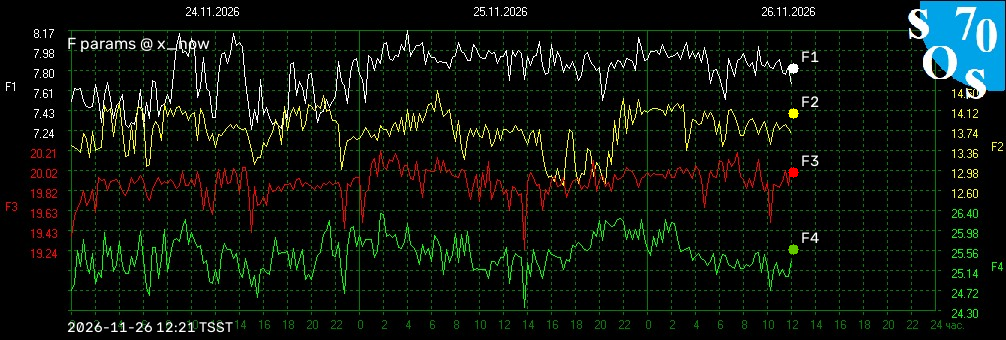 24.11.2026 25.11.2026 26.11.2026
S 70
O
S
F params @ x_now
8.17
7.98
7.80
7.61
7.43
7.24
F1
20.21
20.02
19.82
19.63
19.43
19.24
F3
F1
F2
F3
F4
14.12
13.74
13.36
12.98
12.60
F2
26.40
25.98
25.56
25.14
24.72
24.30
F4
2026-11-26 12:21 TSST
14 16 18 20 22 0 2 4 6 8 10 12 14 16 18 20 22 0 2 4 6 8 10 12 14 16 18 20 22 24 час.